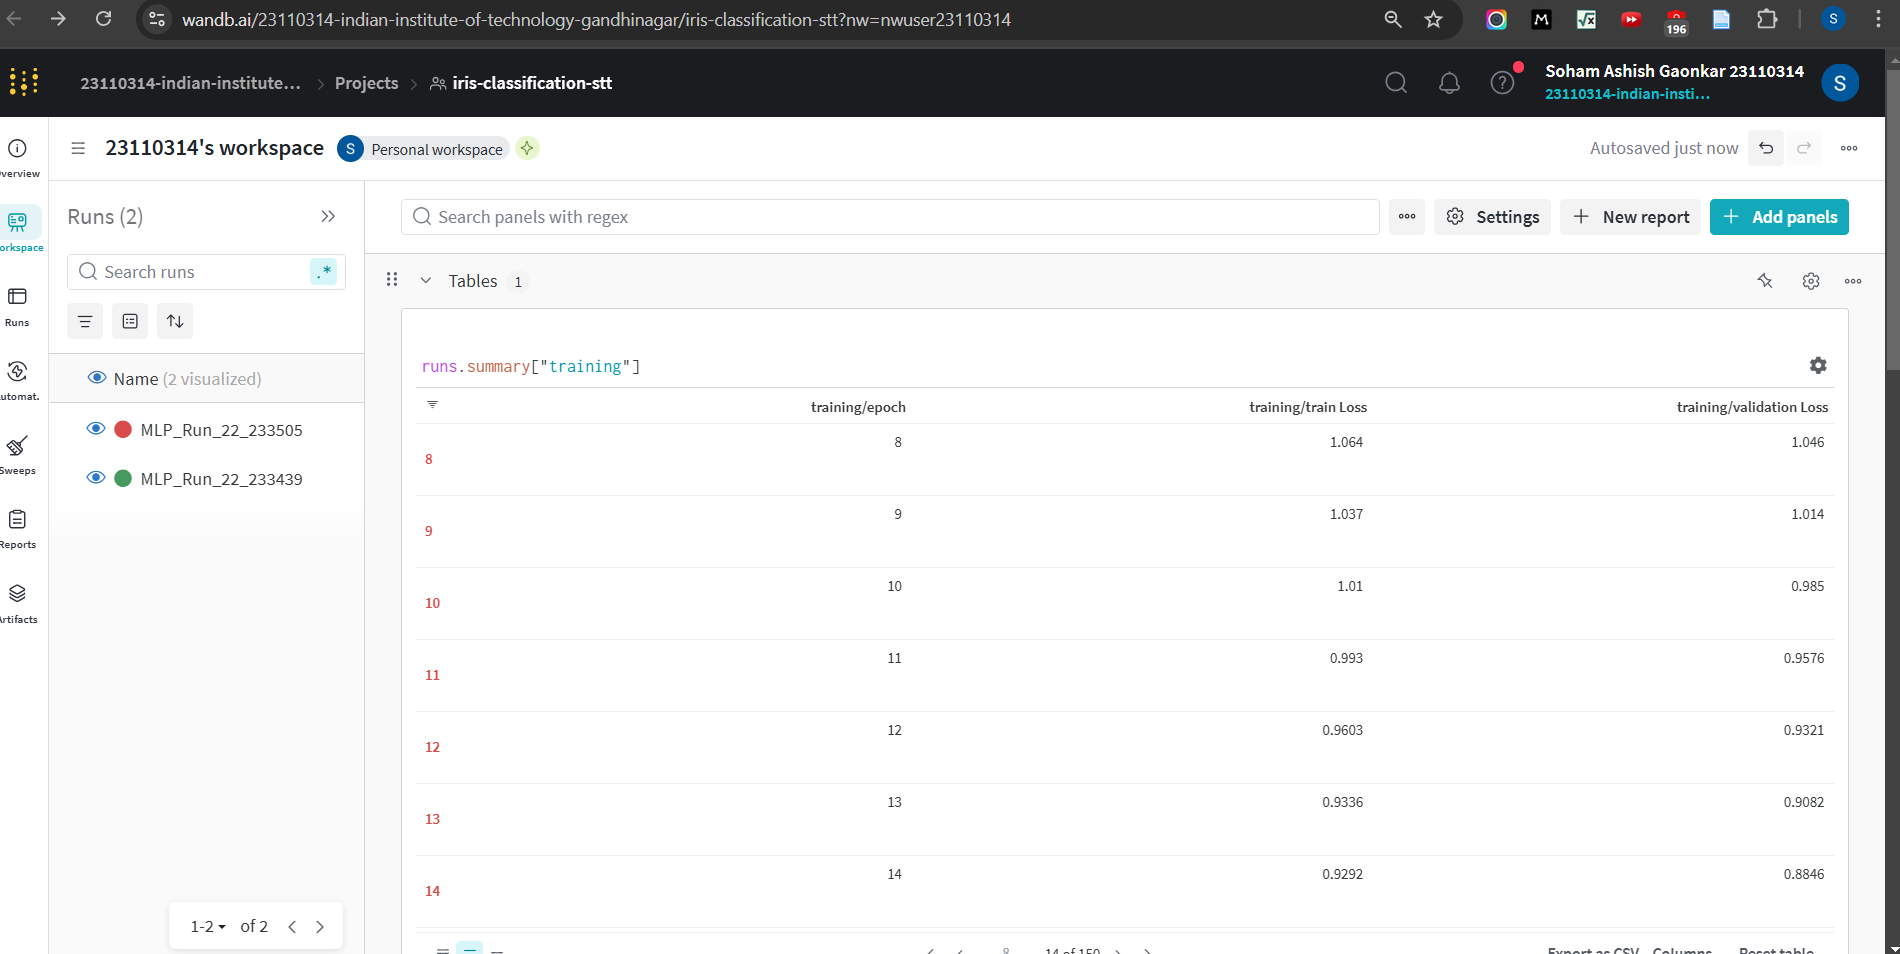 wandb.ai/23110314-indian-institute-of-technology-gandhinagar/iris-classification-stt?nw=nwuser23110314
196
S
23110314-indian-institute... > Projects > iris-classification-stt
Soham Ashish Gaonkar 23110314
23110314-indian-insti...
S
23110314's workspace
S Personal workspace
Autosaved just now
verview
orkspace
Runs
utomat.
Sweeps
Reports
rtifacts
Runs (2)
Search runs
.*
Name (2 visualized)
MLP_Run_22_233505
MLP_Run_22_233439
1-2 of 2
Search panels with regex
Settings
+ New report
+ Add panels
Tables 1
runs.summary["training"]
training/epoch training/train Loss training/validation Loss
8 8 1.064 1.046
9 9 1.037 1.014
10 10 1.01 0.985
11 11 0.993 0.9576
12 12 0.9603 0.9321
13 13 0.9336 0.9082
14 14 0.9292 0.8846
8 14 of 150 Export as CSV Columns Reset table